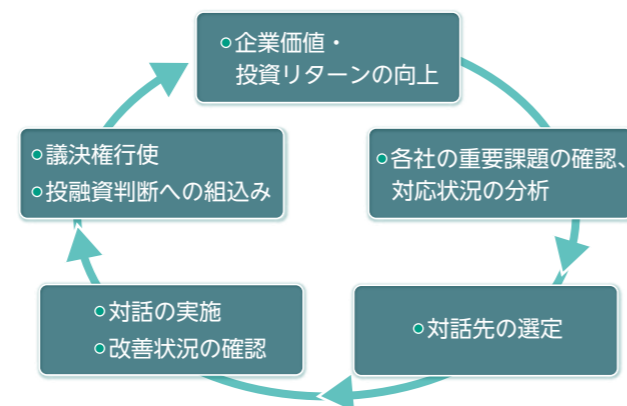 ●企業価値・
投資リターンの向上
●各社の重要課題の確認、
対応状況の分析
●対話先の選定
●対話の実施
●改善状況の確認
●議決権行使
●投融資判断への組込み